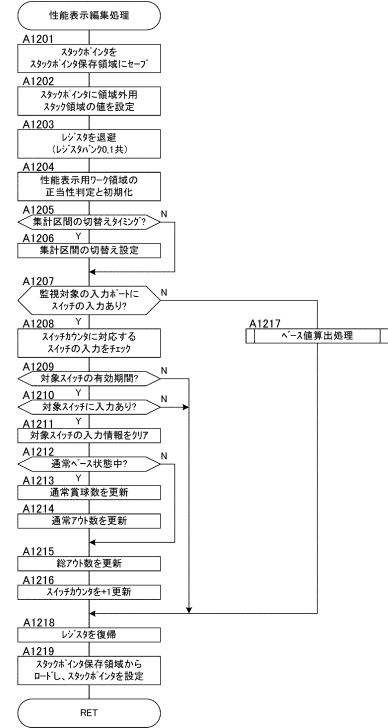 性能表示編集処理
A1201
スタックポインタを
スタックポインタ保存領域にセーブ
A1202
スタックポインタに領域外用
スタック領域の値を設定
A1203
レジスタを退避
(レジスタバンク0,1共)
A1204
性能表示用ワーク領域の
正当性判定と初期化
A1205
集計区間の切替えタイミング?
N
Y
A1206
集計区間の切替え設定
A1207
監視対象の入力ポートに
スイッチの入力あり?
N
Y
A1208
スイッチカウンタに対応する
スイッチの入力をチェック
A1217
ベース値算出処理
A1209
対象スイッチの有効期間?
N
Y
A1210
対象スイッチに入力あり?
N
Y
A1211
対象スイッチの入力情報をクリア
A1212
通常ベース状態中?
N
Y
A1213
通常賞球数を更新
A1214
通常アウト数を更新
A1215
総アウト数を更新
A1216
スイッチカウンタを+1更新
A1218
レジスタを復帰
A1219
スタックポインタ保存領域から
ロードし、スタックポインタを設定
RET